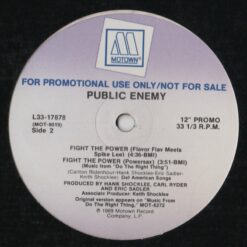 MOTOWN
FOR PROMOTIONAL USE ONLY/NOT FOR SALE
PUBLIC ENEMY
L33-17878
(MOT-4619)
Side 2
12" PROMO
33 1/3 R.P.M.
FIGHT THE POWER (Flavor Flav Meets
Spike Lee) (4:36-BMI)
FIGHT THE POWER (Powersax) (3:51-BMI)
(Music from "Do The Right Thing")
(Carlton Ridenhour-Hank Shocklee-Eric Sadler-
Keith Shocklee) Def American Songs
PRODUCED BY HANK SHOCKLEE, CARL RYDER
AND ERIC SADLER
Associate Producer: Keith Shocklee
Original version appears on "Music From
Do The Right Thing," MOT-6272
℗ 1989 Motown Record
Company,